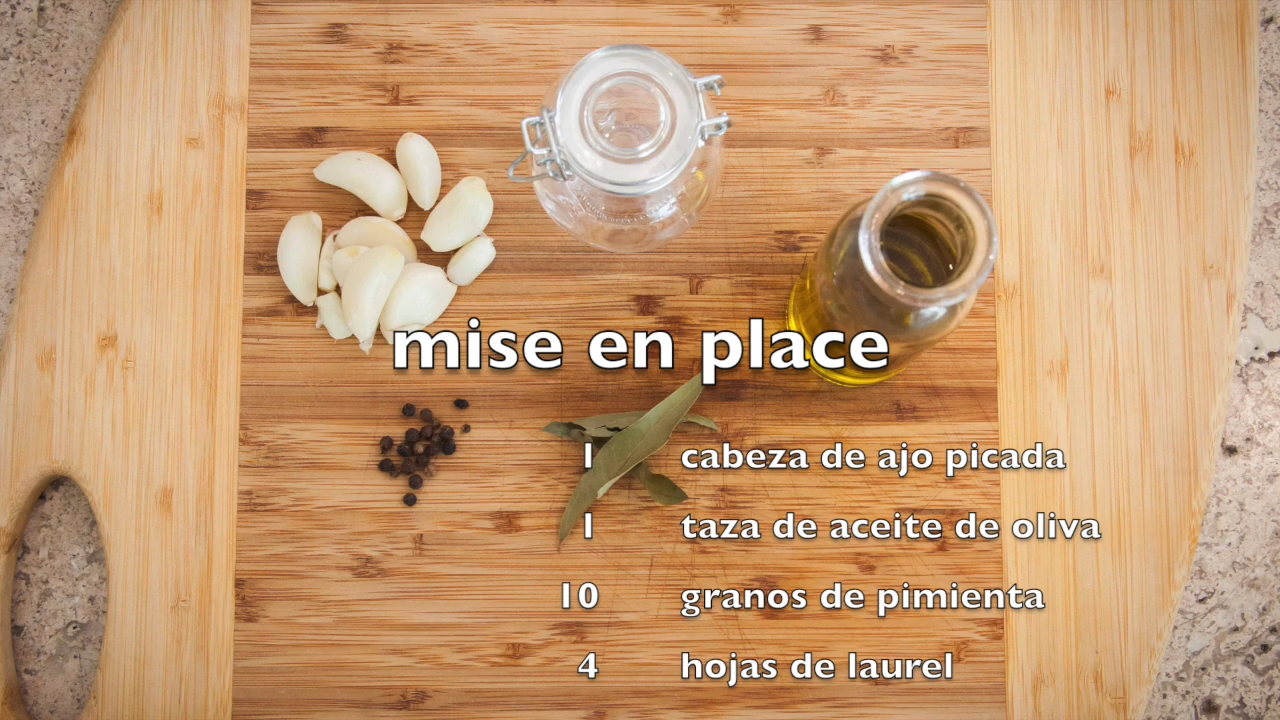 mise en place
1 cabeza de ajo picada
1 taza de aceite de oliva
10 granos de pimienta
4 hojas de laurel